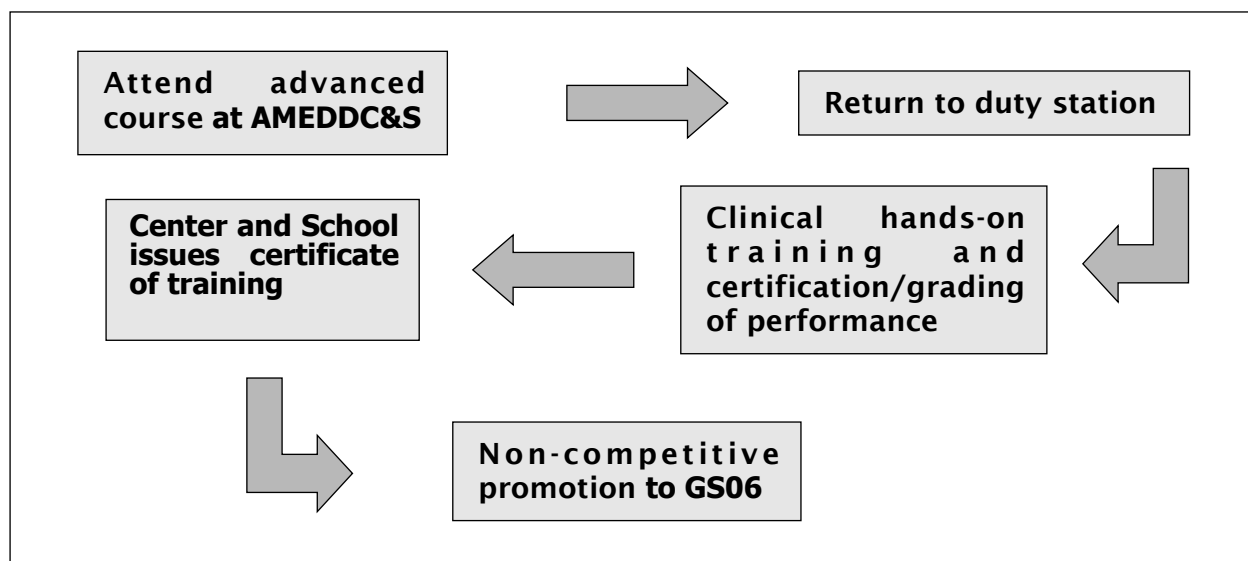 Attend advanced
course at AMEDDC&S
Return to duty station
Clinical hands-on
training and
certification/grading
of performance
Center and School
issues certificate
of training
Non-competitive
promotion to GS06